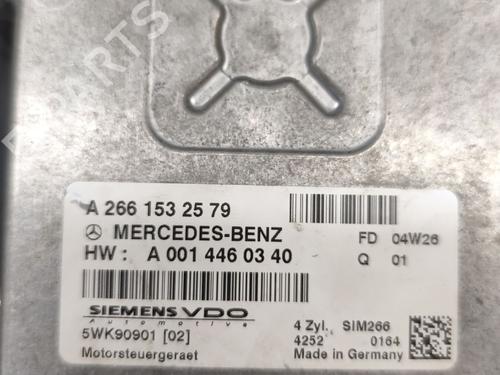 A 266 153 25 79
MERCEDES-BENZ
FD 04W26
HW : A 001 446 03 40
Q 01
SIEMENS VDO
Automotive
5WK90901 [02]
4 Zyl. SIM266
4252 0164
Motorsteuergeraet
Made in Germany